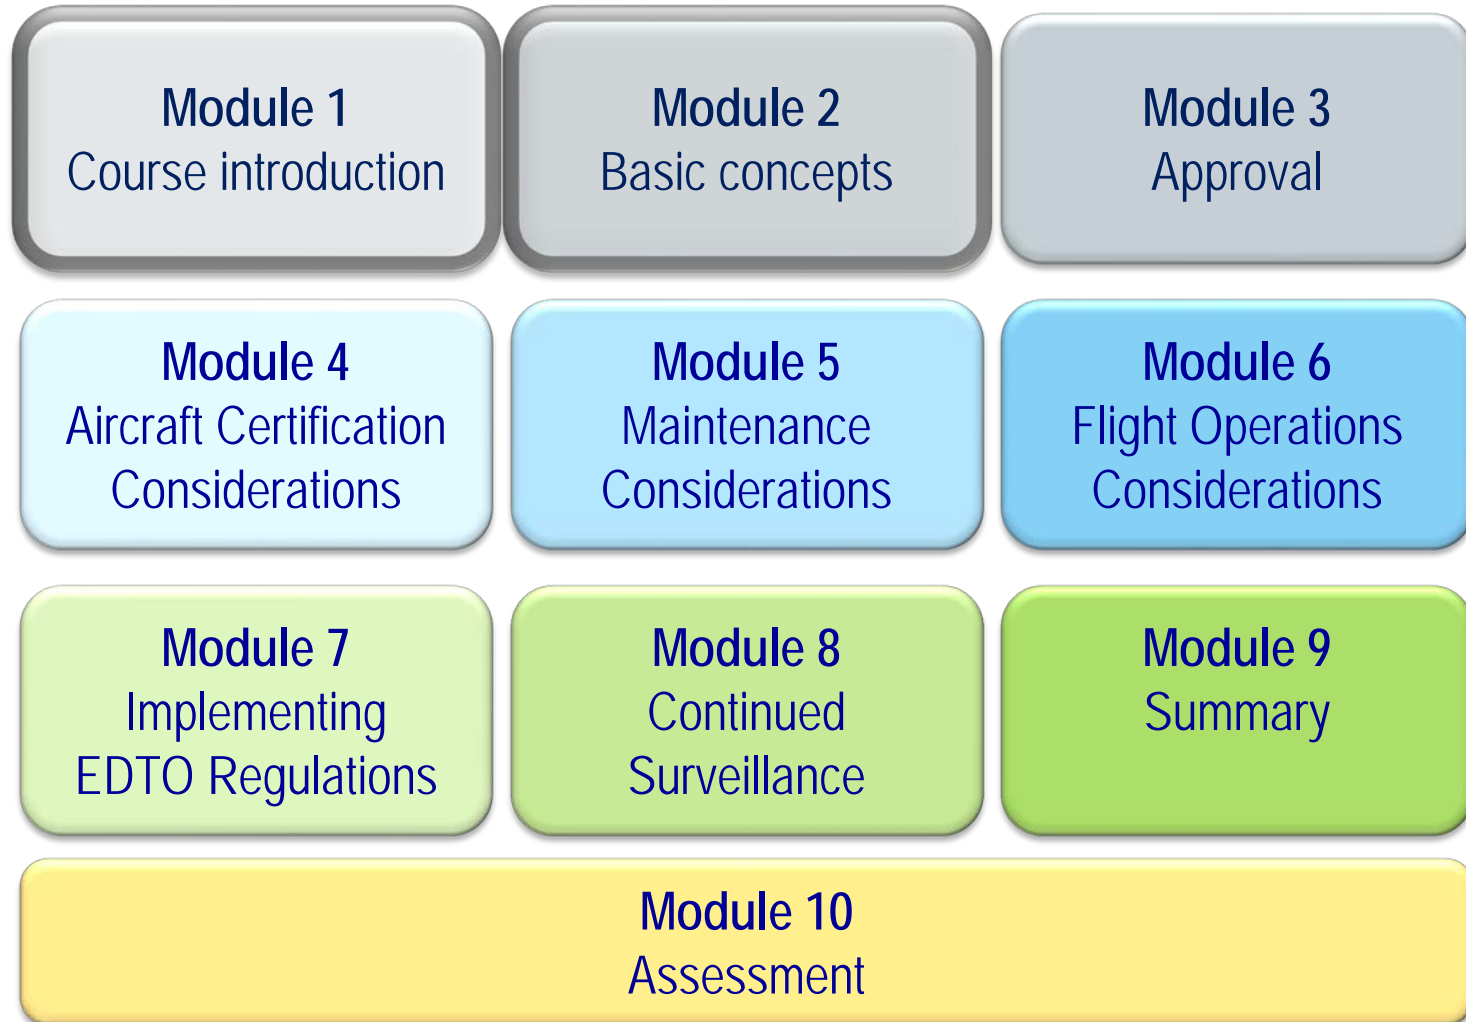 Module 1
Course introduction
Module 2
Basic concepts
Module 3
Approval
Module 4
Aircraft Certification
Considerations
Module 5
Maintenance
Considerations
Module 6
Flight Operations
Considerations
Module 7
Implementing
EDTO Regulations
Module 8
Continued
Surveillance
Module 9
Summary
Module 10
Assessment